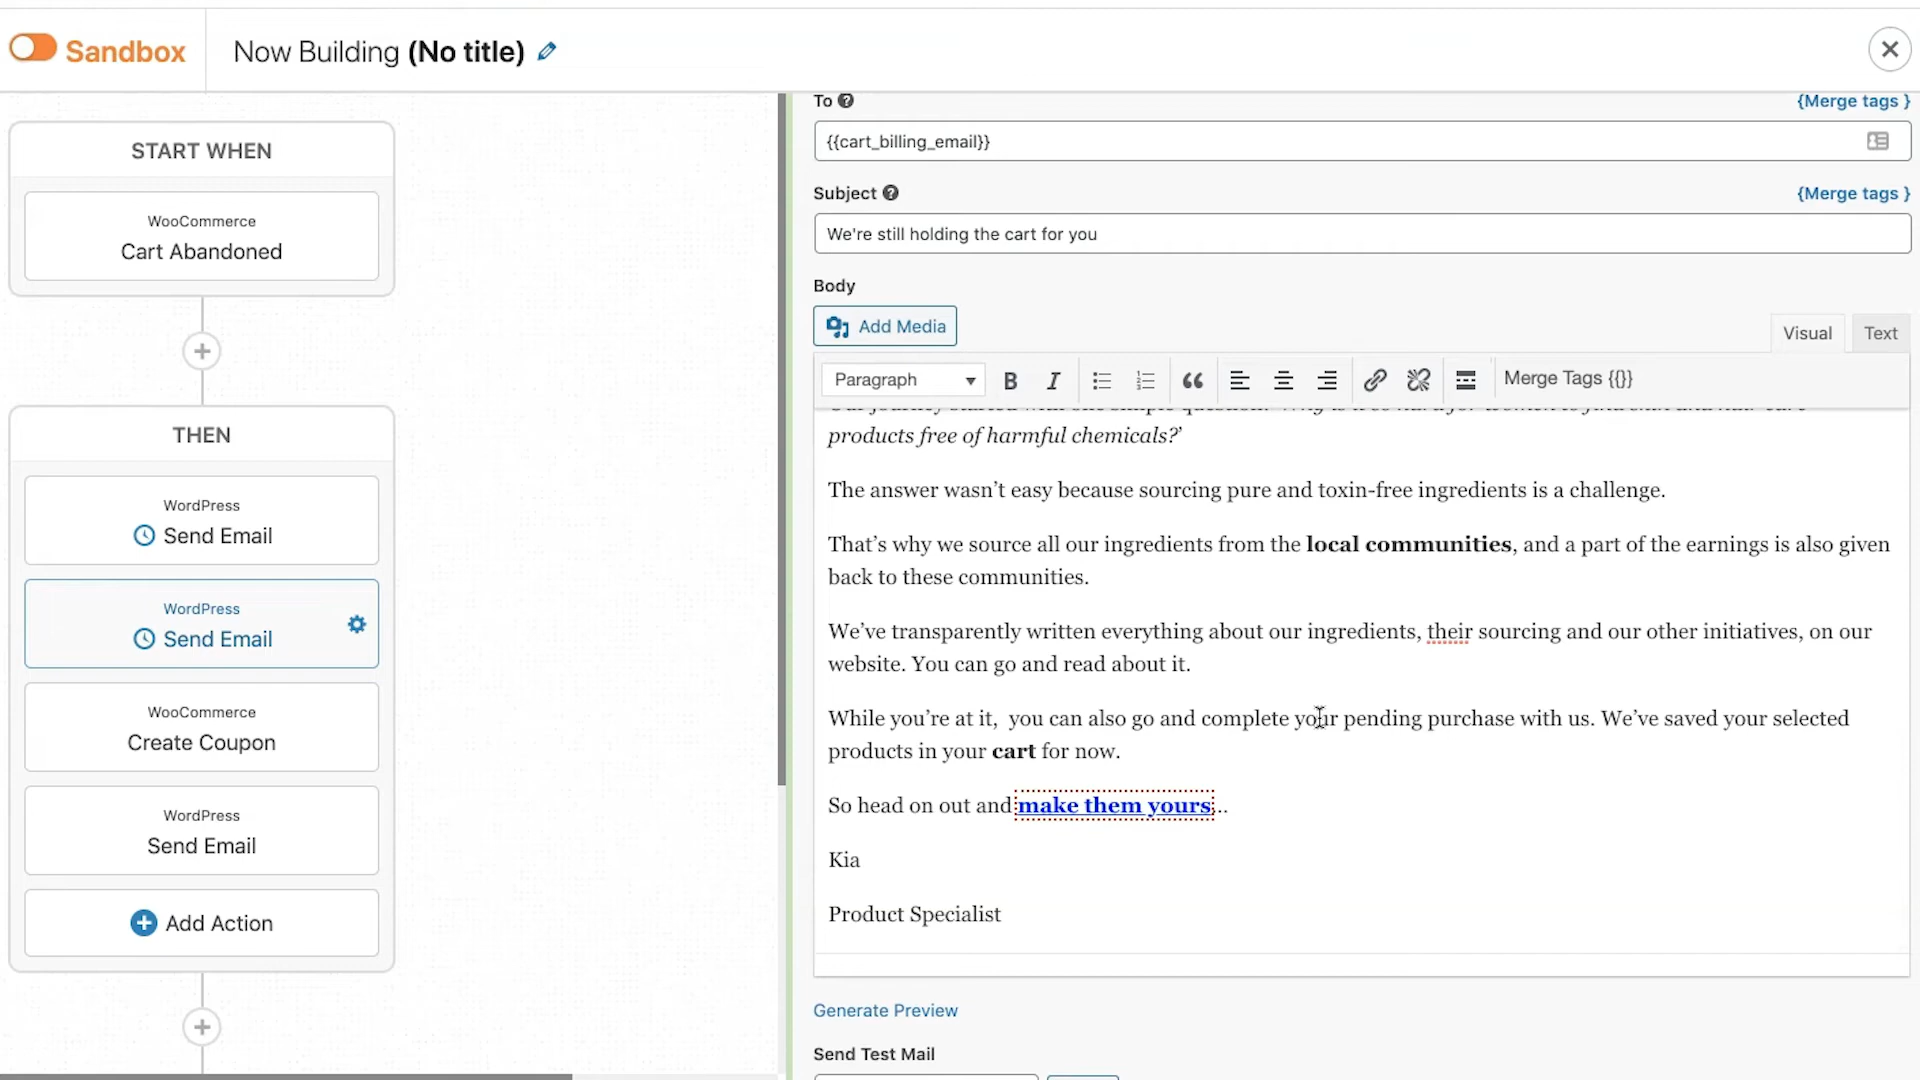 Sandbox
Now Building (No title)
START WHEN
WooCommerce
Cart Abandoned
THEN
WordPress
Send Email
WordPress
Send Email
WooCommerce
Create Coupon
WordPress
Send Email
Add Action
To
{Merge tags }
{{cart_billing_email}}
Subject
{Merge tags }
We're still holding the cart for you
Body
Add Media
Visual
Text
Paragraph
B
I
Merge Tags {{}}
products free of harmful chemicals?’
The answer wasn’t easy because sourcing pure and toxin-free ingredients is a challenge.
That’s why we source all our ingredients from the local communities, and a part of the earnings is also given
back to these communities.
We’ve transparently written everything about our ingredients, their sourcing and our other initiatives, on our
website. You can go and read about it.
While you’re at it,  you can also go and complete your pending purchase with us. We’ve saved your selected
products in your cart for now.
So head on out and make them yours...
Kia
Product Specialist
Generate Preview
Send Test Mail